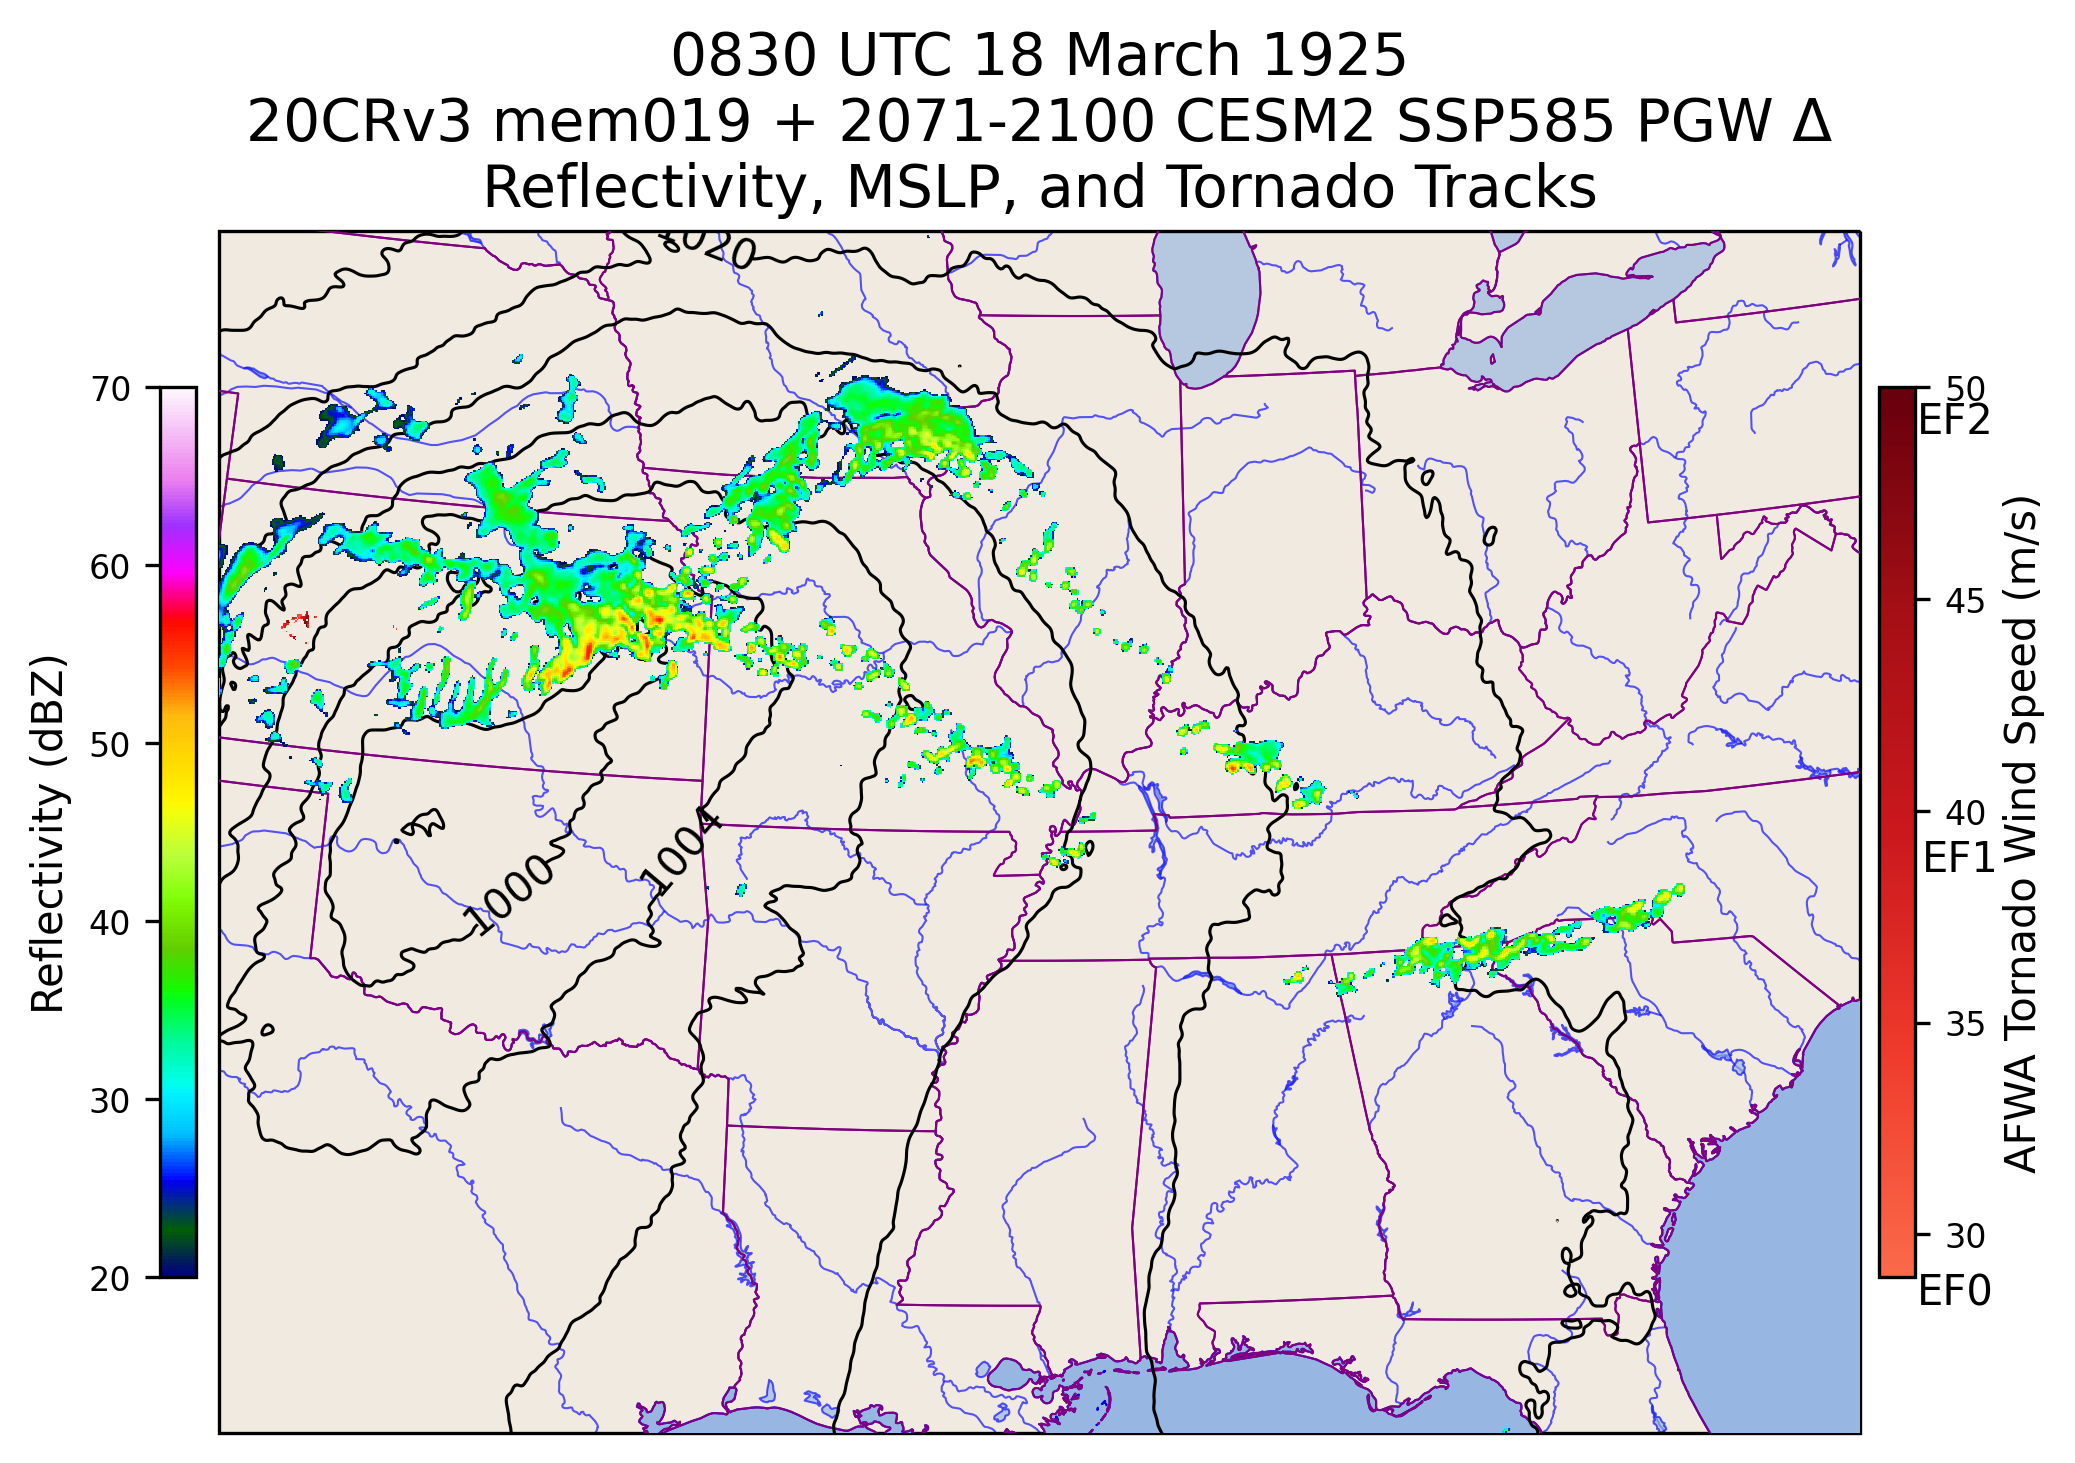 0830 UTC 18 March 1925
20CRv3 mem019 + 2071-2100 CESM2 SSP585 PGW Δ
Reflectivity, MSLP, and Tornado Tracks
1020
1000
1004
Reflectivity (dBZ)
70
60
50
40
30
20
50
EF2
45
40
EF1
35
30
EF0
AFWA Tornado Wind Speed (m/s)